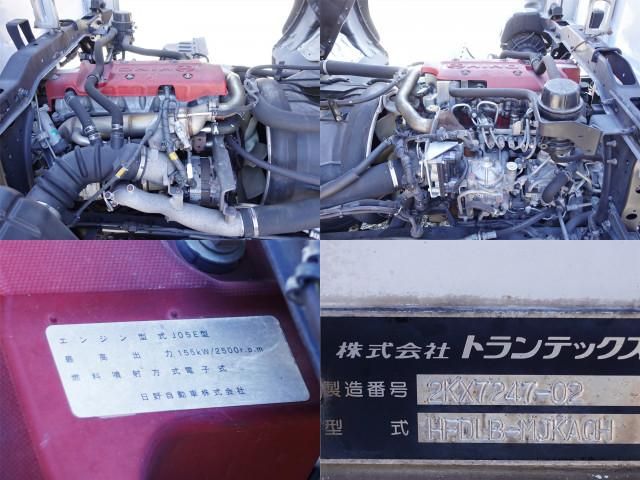 エンジン型式 J05E型
最高出力 155kW/2500r.p.m
燃料噴射方式 電子式
日野自動車株式会社
株式会社 トランテックス
製造番号 2KX7247-02
型式 H-DLB-MJKAQH